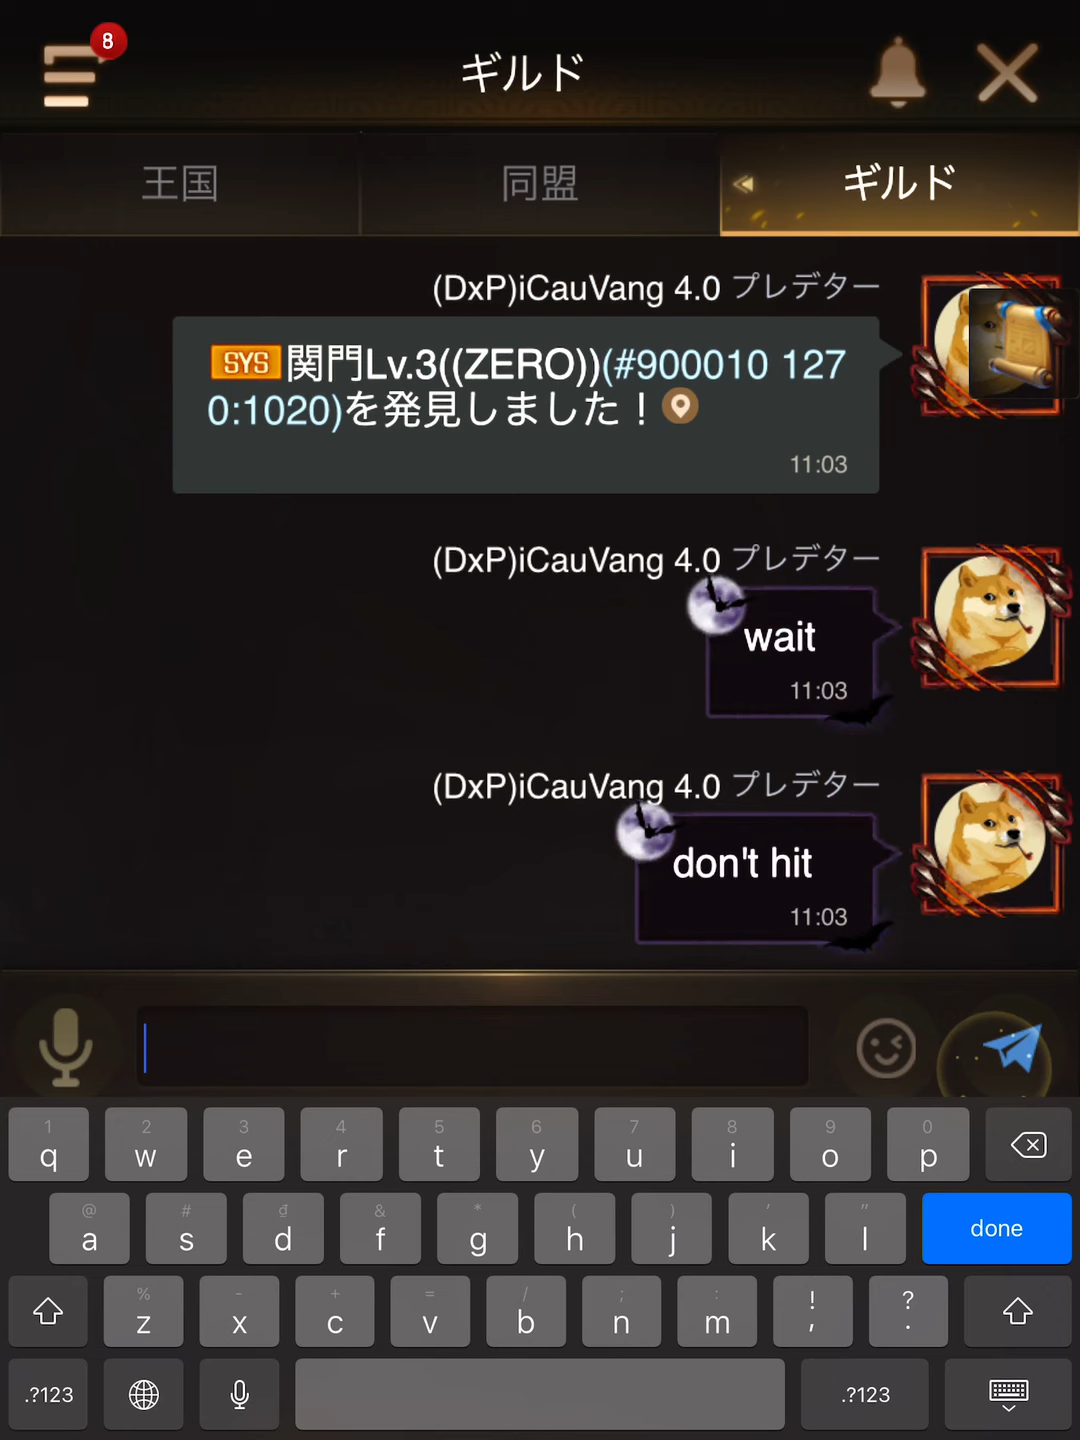 8
ギルド
王国
同盟
ギルド
(DxP)iCauVang 4.0 プレデター
SYS 関門Lv.3((ZERO))(#900010 127
0:1020)を発見しました！
11:03
(DxP)iCauVang 4.0 プレデター
wait
11:03
(DxP)iCauVang 4.0 プレデター
don't hit
11:03
1 2 3 4 5 6 7 8 9 0
q w e r t y u i o p
@ # đ & * ( ) ' "
a s d f g h j k l done
% - + = / ; : ! ?
z x c v b n m , .
.?123 .?123